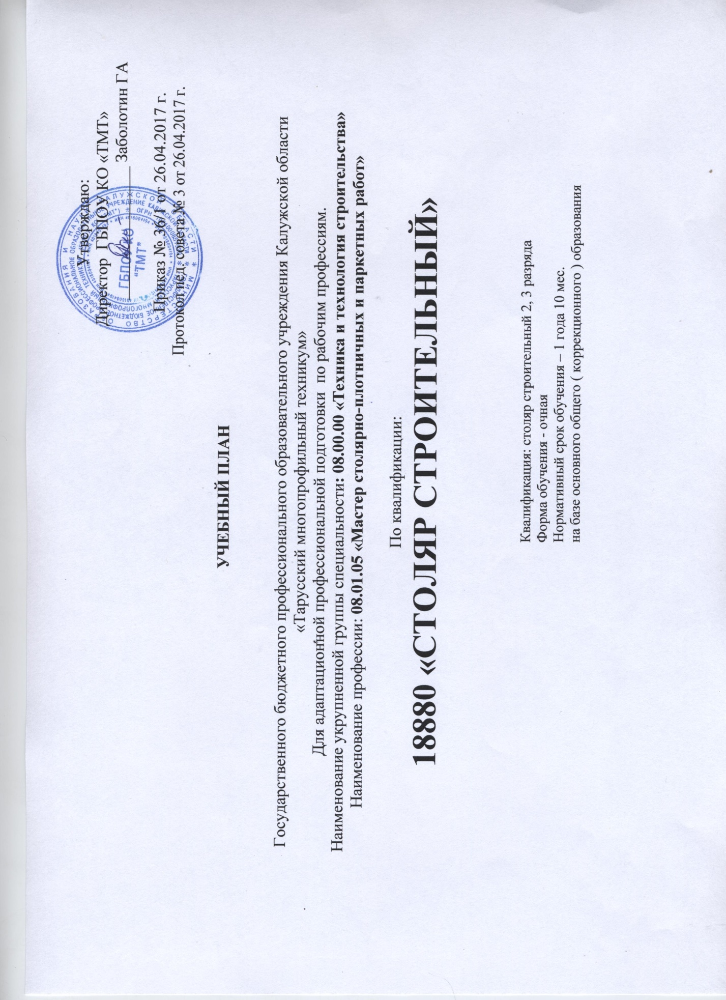 Утверждаю:
Директор ГБПОУ КО «ТМТ»
Заболотин ГА
Приказ № 36/1 от 26.04.2017 г.
Протокол пед. совета № 3 от 26.04.2017 г.
ГБПОУ КО
"ТМТ"
УЧЕБНЫЙ ПЛАН
Государственного бюджетного профессионального образовательного учреждения Калужской области
«Тарусский многопрофильный техникум»
Для адаптационной профессиональной подготовки по рабочим профессиям.
Наименование укрупненной группы специальности: 08.00.00 «Техника и технология строительства»
Наименование профессии: 08.01.05 «Мастер столярно-плотничных и паркетных работ»
По квалификации:
18880 «СТОЛЯР СТРОИТЕЛЬНЫЙ»
Квалификация: столяр строительный 2, 3 разряда
Форма обучения - очная
Нормативный срок обучения – 1 года 10 мес.
на базе основного общего ( коррекционного ) образования